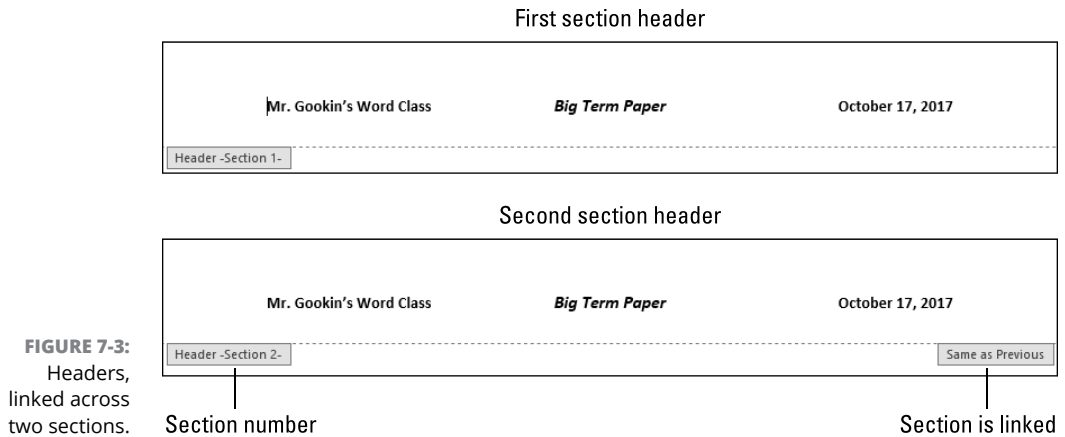 First section header
Mr. Gookin's Word Class Big Term Paper October 17, 2017
Header -Section 1-
Second section header
Mr. Gookin's Word Class Big Term Paper October 17, 2017
Header -Section 2- Same as Previous
Section number Section is linked
FIGURE 7-3:
Headers,
linked across
two sections.